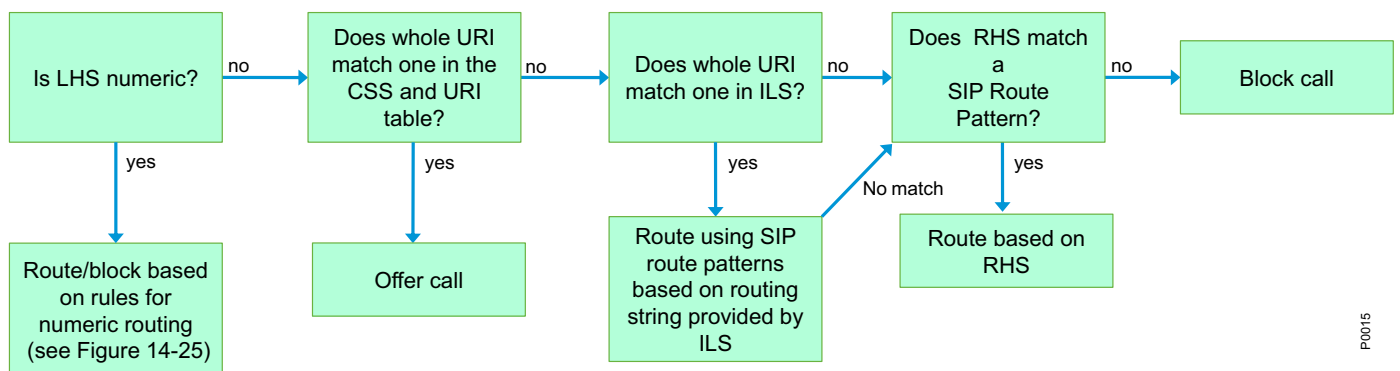 Is LHS numeric?
no
Does whole URI
match one in the
CSS and URI
table?
no
Does whole URI
match one in ILS?
no
Does RHS match
a
SIP Route
Pattern?
no
Block call
yes
yes
yes
No match
yes
Route/block based
on rules for
numeric routing
(see Figure 14-25)
Offer call
Route using SIP
route patterns
based on routing
string provided by
ILS
Route based on
RHS
P0015